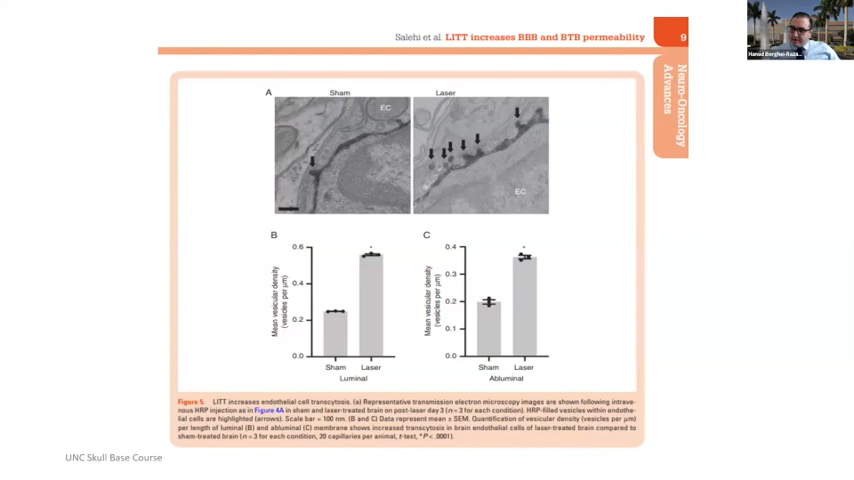 Salehi et al. LITT increases BBB and BTB permeability
9
Neuro-Oncology
Advances
A
Sham
Laser
EC
EC
B
0.6
0.4
0.2
0.0
Mean vesicular density
(vesicles per μm)
*
Sham
Laser
Luminal
C
0.4
0.3
0.2
0.1
0.0
Mean vesicular density
(vesicles per μm)
*
Sham
Laser
Abluminal
Figure 5. LITT increases endothelial cell transcytosis. (a) Representative transmission electron microscopy images are shown following intrave-
nous HRP injection as in Figure 4A in sham and laser-treated brain on post-laser day 3 (n = 3 for each condition). HRP-filled vesicles within endothe-
lial cells are highlighted (arrows). Scale bar = 100 nm. (B and C) Data represent mean ± SEM. Quantification of vesicular density (vesicles per μm)
per length of luminal (B) and abluminal (C) membrane shows increased transcytosis in brain endothelial cells of laser-treated brain compared to
sham-treated brain (n = 3 for each condition, 20 capillaries per animal, t-test, *P < .0001).
UNC Skull Base Course
Hamid Borghei-Raza...